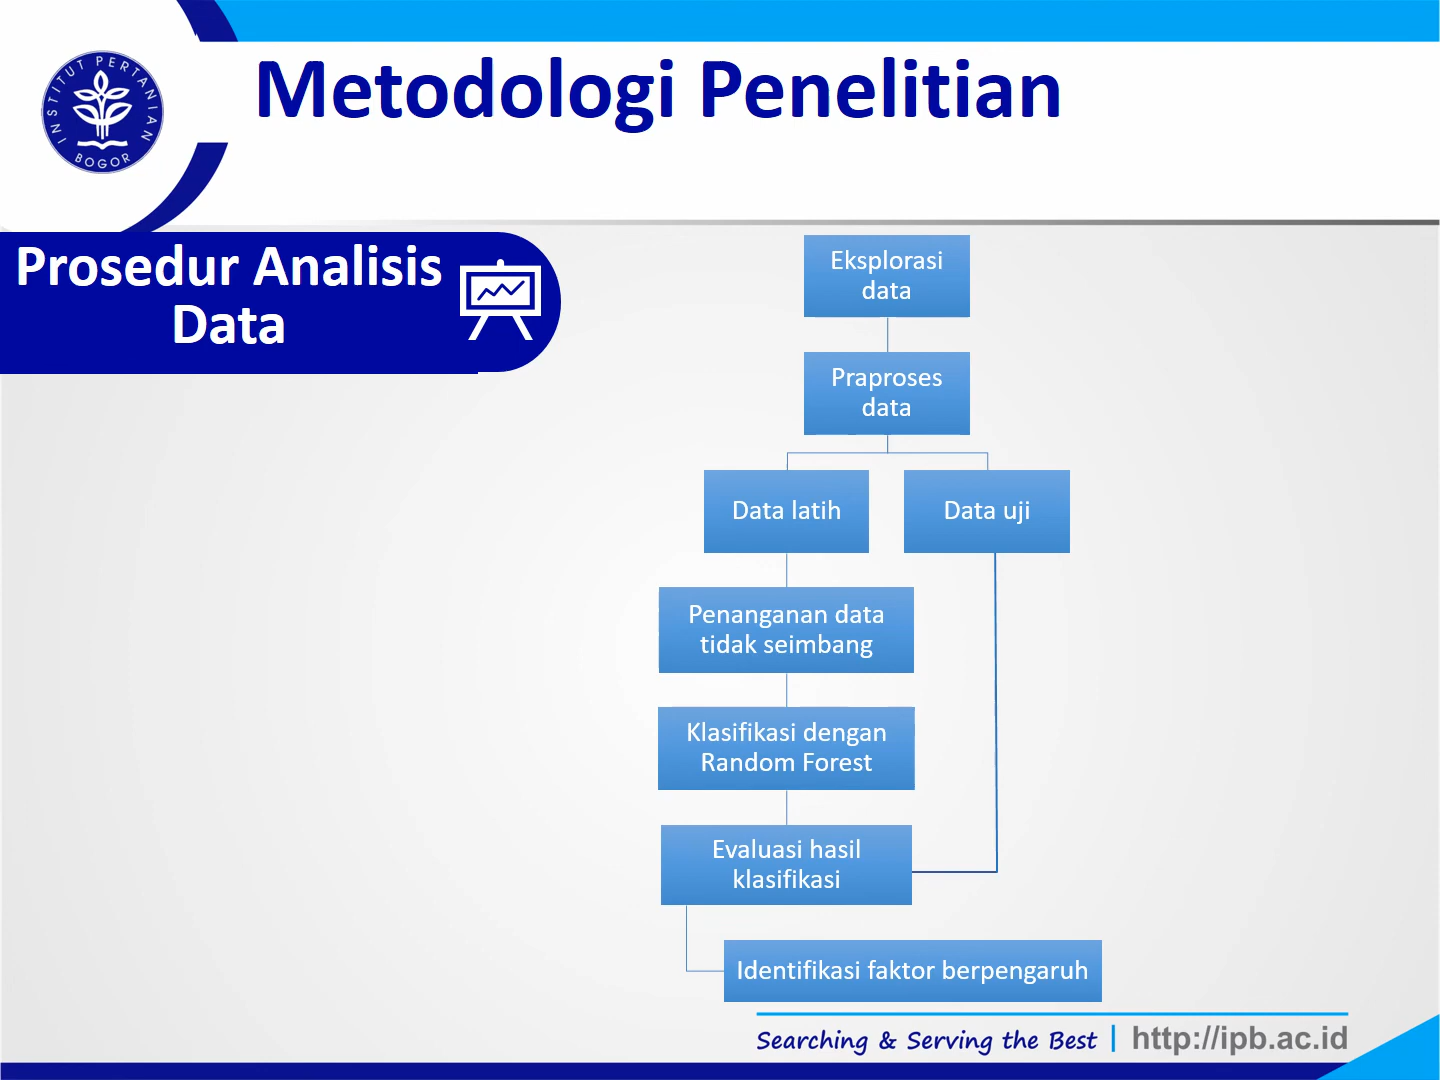 INSTITUT PERTANIAN
BOGOR
Metodologi Penelitian
Prosedur Analisis
Data
Eksplorasi
data
Praproses
data
Data latih
Data uji
Penanganan data
tidak seimbang
Klasifikasi dengan
Random Forest
Evaluasi hasil
klasifikasi
Identifikasi faktor berpengaruh
Searching & Serving the Best | http://ipb.ac.id